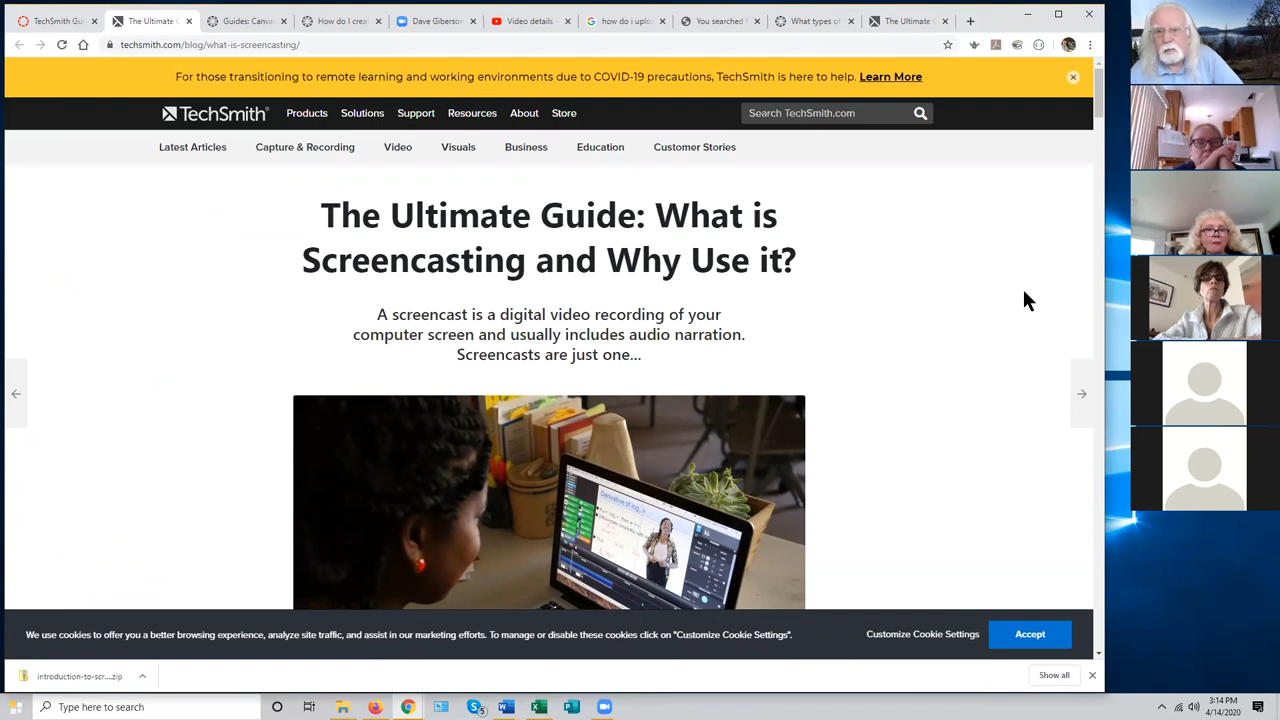 TechSmith Gu
The Ultimate G
Guides: Canva
How do I creat
Dave Giberson
Video details -
how do i uploa
You searched f
What types of
The Ultimate G
techsmith.com/blog/what-is-screencasting/
For those transitioning to remote learning and working environments due to COVID-19 precautions, TechSmith is here to help. Learn More
TechSmith®
Products
Solutions
Support
Resources
About
Store
Search TechSmith.com
Latest Articles
Capture & Recording
Video
Visuals
Business
Education
Customer Stories
The Ultimate Guide: What is
Screencasting and Why Use it?
A screencast is a digital video recording of your
computer screen and usually includes audio narration.
Screencasts are just one...
We use cookies to offer you a better browsing experience, analyze site traffic, and assist in our marketing efforts. To manage or disable these cookies click on "Customize Cookie Settings".
Customize Cookie Settings
Accept
introduction-to-scr....zip
Show all
Type here to search
5
3:14 PM
4/14/2020